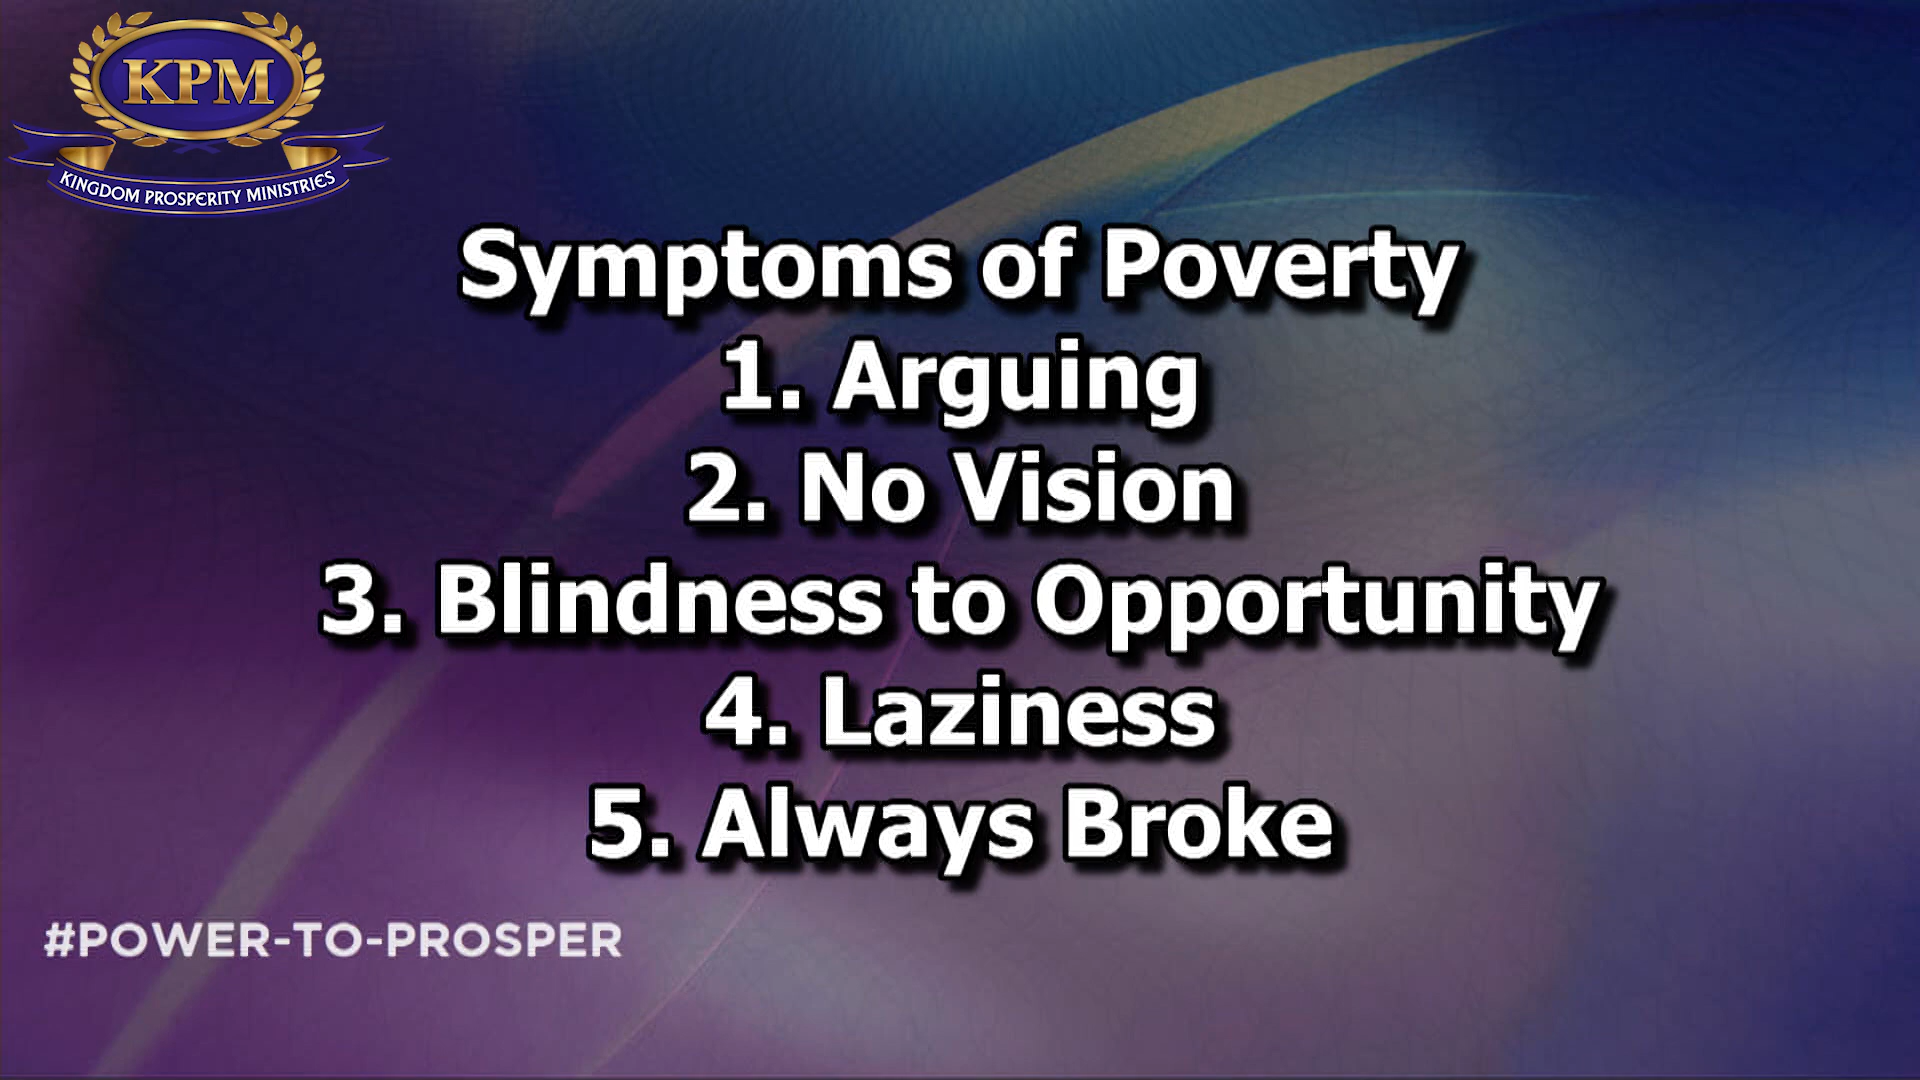 KPM
KINGDOM PROSPERITY MINISTRIES
Symptoms of Poverty
1. Arguing
2. No Vision
3. Blindness to Opportunity
4. Laziness
5. Always Broke
#POWER-TO-PROSPER